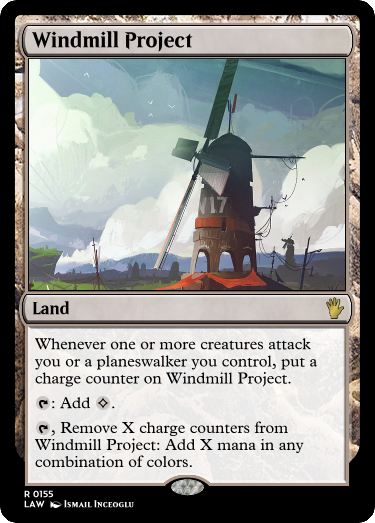 Windmill Project
V17
Land
Whenever one or more creatures attack
you or a planeswalker you control, put a
charge counter on Windmill Project.
: Add .
, Remove X charge counters from
Windmill Project: Add X mana in any
combination of colors.
R 0155
LAW Ismail Inceoglu